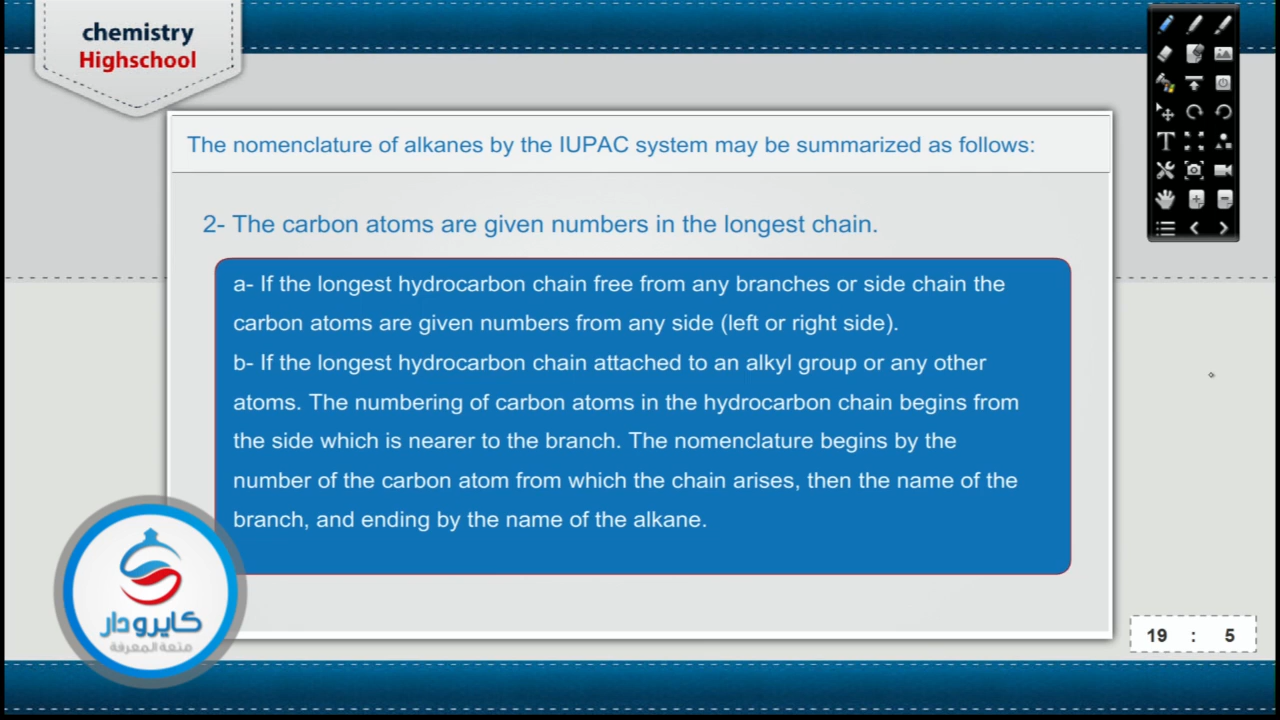 chemistry
Highschool
The nomenclature of alkanes by the IUPAC system may be summarized as follows:
2- The carbon atoms are given numbers in the longest chain.
a- If the longest hydrocarbon chain free from any branches or side chain the
carbon atoms are given numbers from any side (left or right side).
b- If the longest hydrocarbon chain attached to an alkyl group or any other
atoms. The numbering of carbon atoms in the hydrocarbon chain begins from
the side which is nearer to the branch. The nomenclature begins by the
number of the carbon atom from which the chain arises, then the name of the
branch, and ending by the name of the alkane.
كايرودار
متعة المعرفة
19 : 5